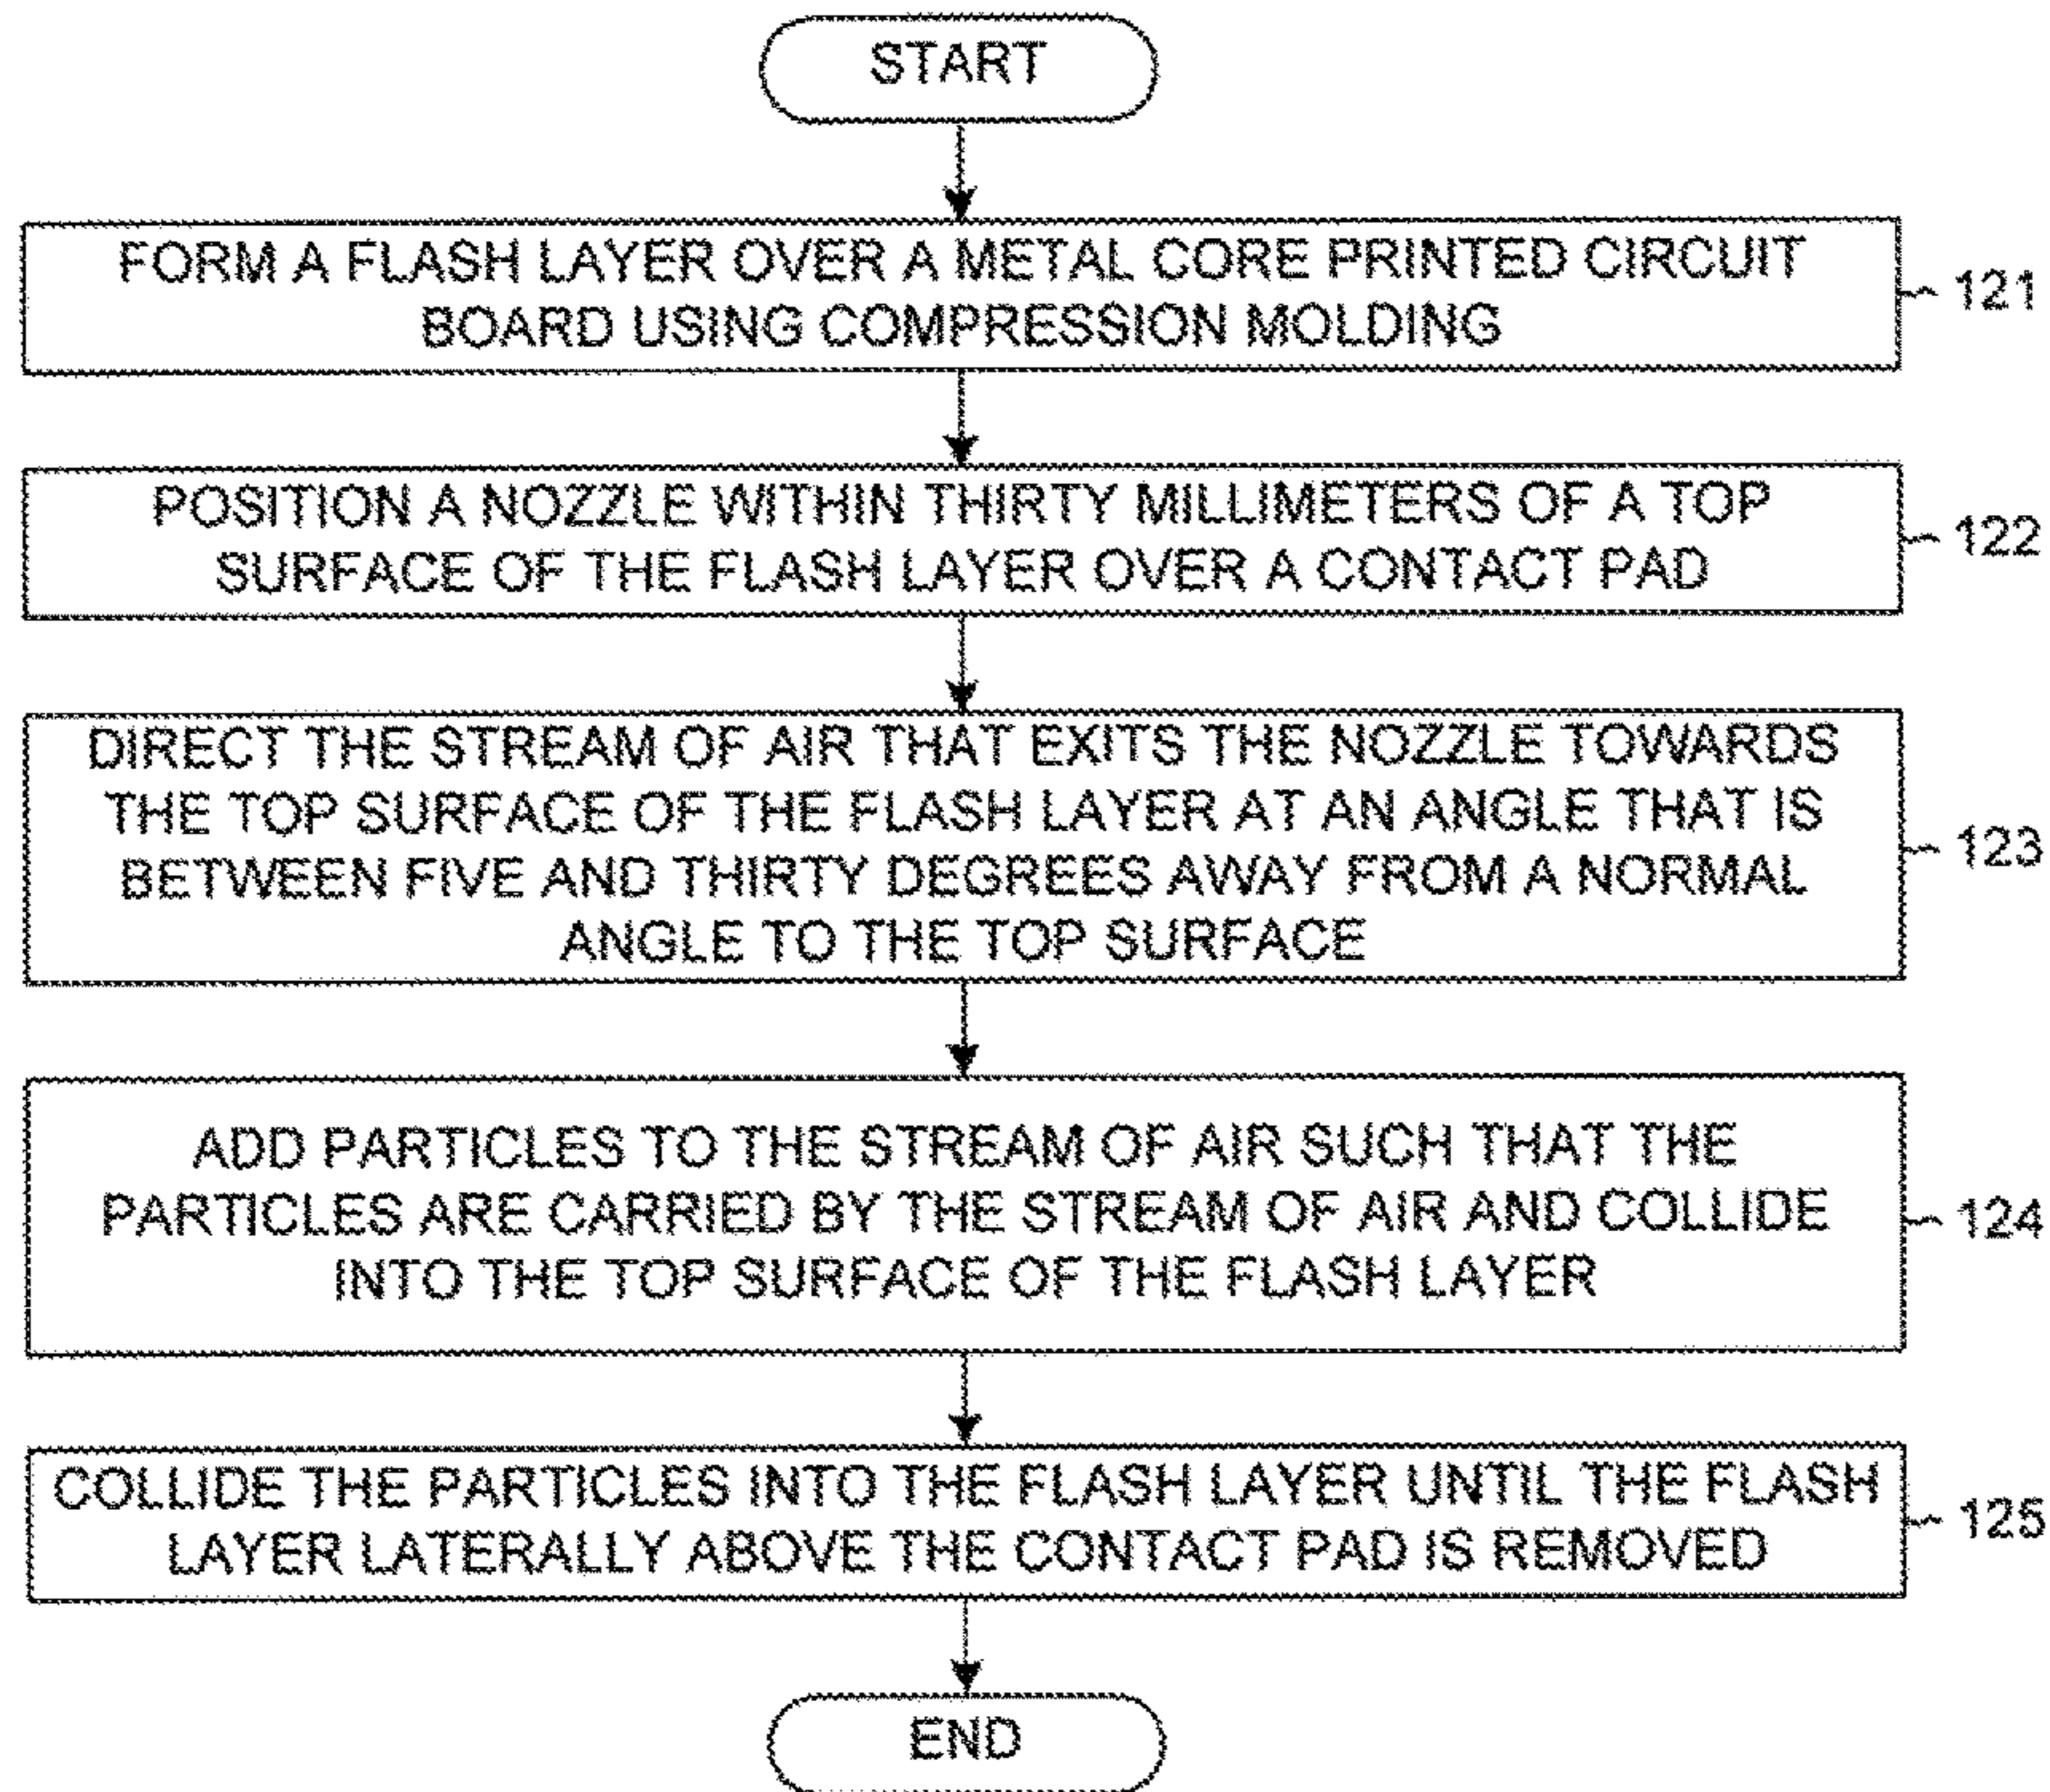 START
FORM A FLASH LAYER OVER A METAL CORE PRINTED CIRCUIT
BOARD USING COMPRESSION MOLDING
121
POSITION A NOZZLE WITHIN THIRTY MILLIMETERS OF A TOP
SURFACE OF THE FLASH LAYER OVER A CONTACT PAD
122
DIRECT THE STREAM OF AIR THAT EXITS THE NOZZLE TOWARDS
THE TOP SURFACE OF THE FLASH LAYER AT AN ANGLE THAT IS
BETWEEN FIVE AND THIRTY DEGREES AWAY FROM A NORMAL
ANGLE TO THE TOP SURFACE
123
ADD PARTICLES TO THE STREAM OF AIR SUCH THAT THE
PARTICLES ARE CARRIED BY THE STREAM OF AIR AND COLLIDE
INTO THE TOP SURFACE OF THE FLASH LAYER
124
COLLIDE THE PARTICLES INTO THE FLASH LAYER UNTIL THE FLASH
LAYER LATERALLY ABOVE THE CONTACT PAD IS REMOVED
125
END